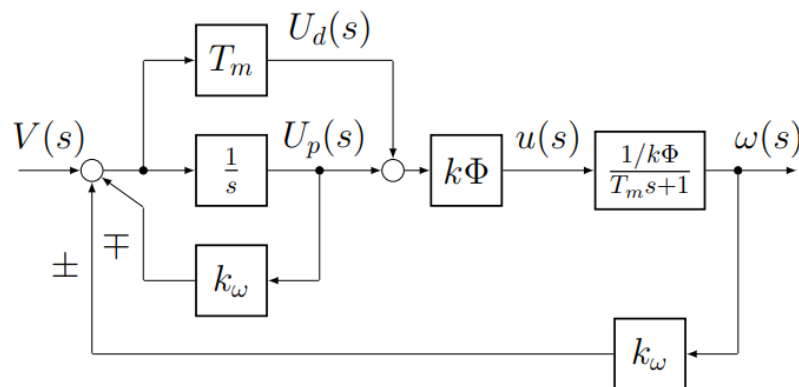 U_d(s)
T_m
V(s)
U_p(s)
u(s)
ω(s)
1/s
kΦ
1/kΦ
T_m s+1
∓
±
k_ω
k_ω